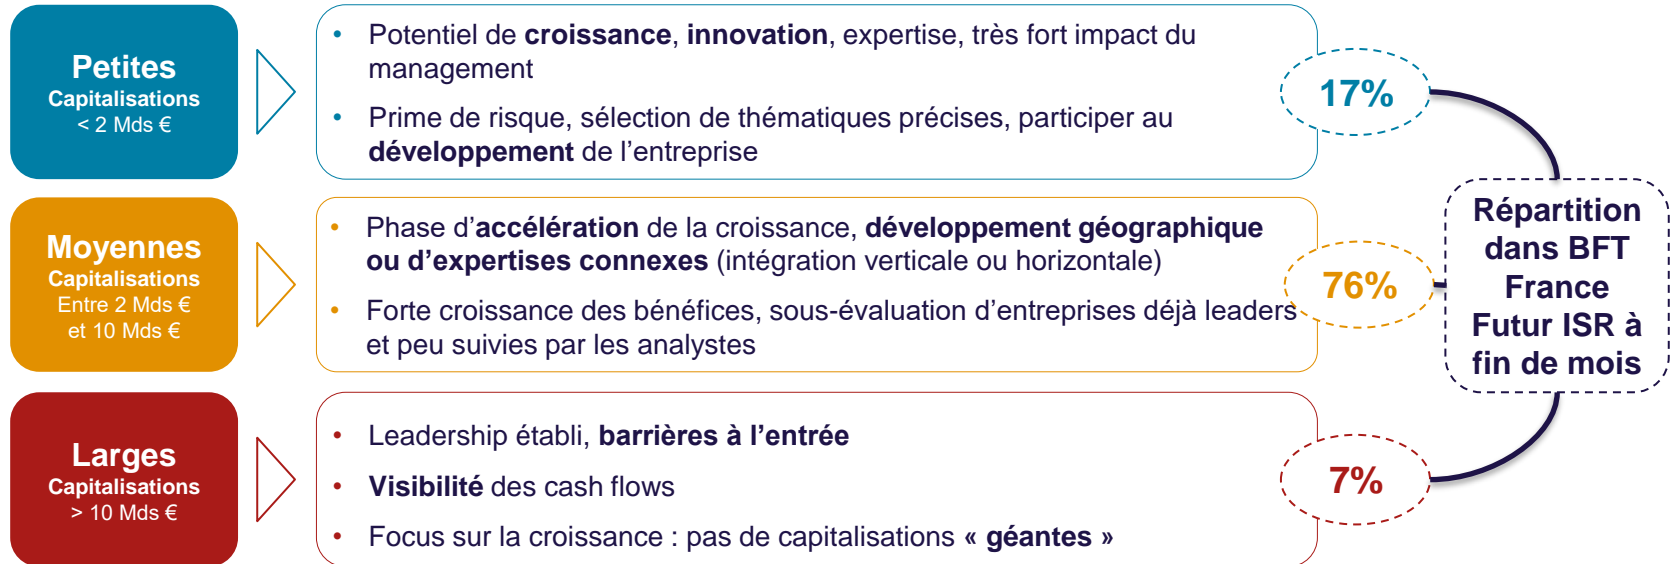 Petites
Capitalisations
< 2 Mds €
• Potentiel de croissance, innovation, expertise, très fort impact du
management
• Prime de risque, sélection de thématiques précises, participer au
développement de l’entreprise
17%
Moyennes
Capitalisations
Entre 2 Mds €
et 10 Mds €
• Phase d’accélération de la croissance, développement géographique
ou d’expertises connexes (intégration verticale ou horizontale)
• Forte croissance des bénéfices, sous-évaluation d’entreprises déjà leaders
et peu suivies par les analystes
76%
Larges
Capitalisations
> 10 Mds €
• Leadership établi, barrières à l’entrée
• Visibilité des cash flows
• Focus sur la croissance : pas de capitalisations « géantes »
7%
Répartition
dans BFT
France
Futur ISR à
fin de mois